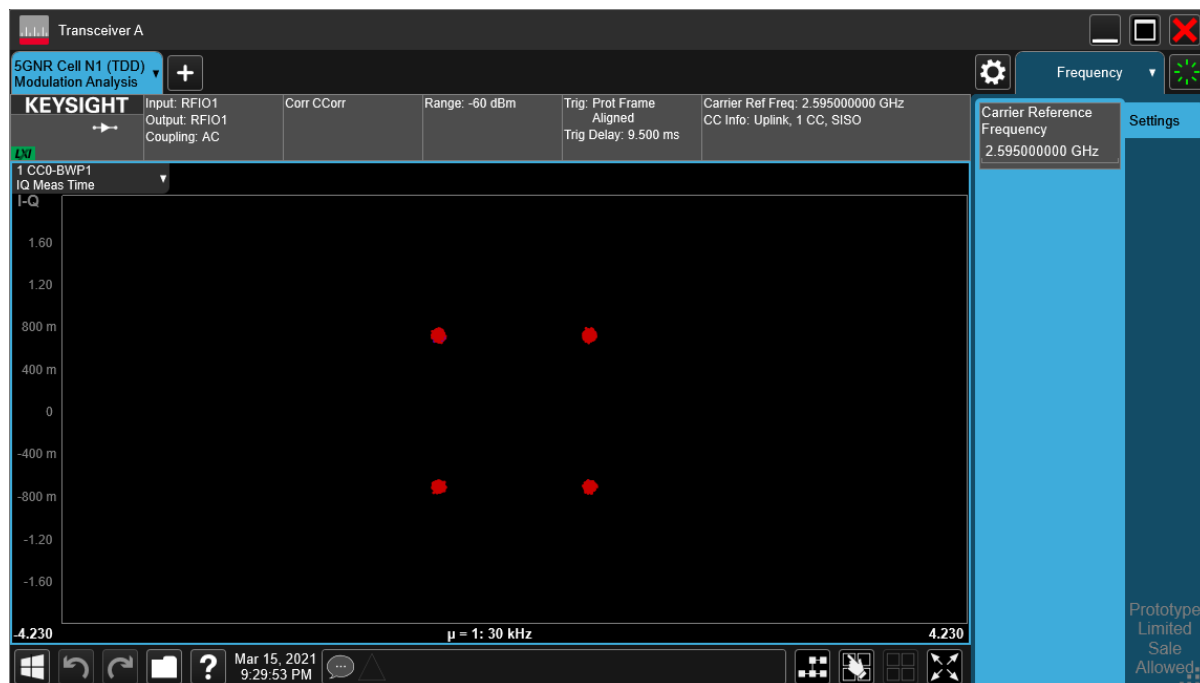 Transceiver A
5GNR Cell N1 (TDD)
Modulation Analysis
Frequency
KEYSIGHT
LXI
Input: RFIO1
Output: RFIO1
Coupling: AC
Corr CCorr
Range: -60 dBm
Trig: Prot Frame
Aligned
Trig Delay: 9.500 ms
Carrier Ref Freq: 2.595000000 GHz
CC Info: Uplink, 1 CC, SISO
Carrier Reference
Frequency
2.595000000 GHz
Settings
1 CC0-BWP1
IQ Meas Time
I-Q
1.60
1.20
800 m
400 m
0
-400 m
-800 m
-1.20
-1.60
-4.230
μ = 1: 30 kHz
4.230
?
Mar 15, 2021
9:29:53 PM
Prototype
Limited
Sale
Allowed